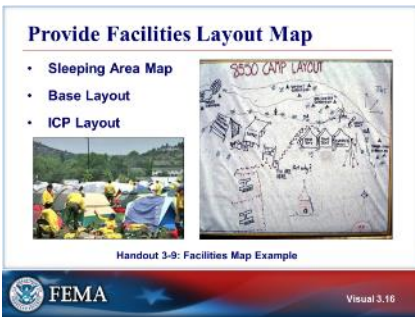 Provide Facilities Layout Map
• Sleeping Area Map
• Base Layout
• ICP Layout
8550 CAMP LAYOUT
Handout 3-9: Facilities Map Example
FEMA
Visual 3.16